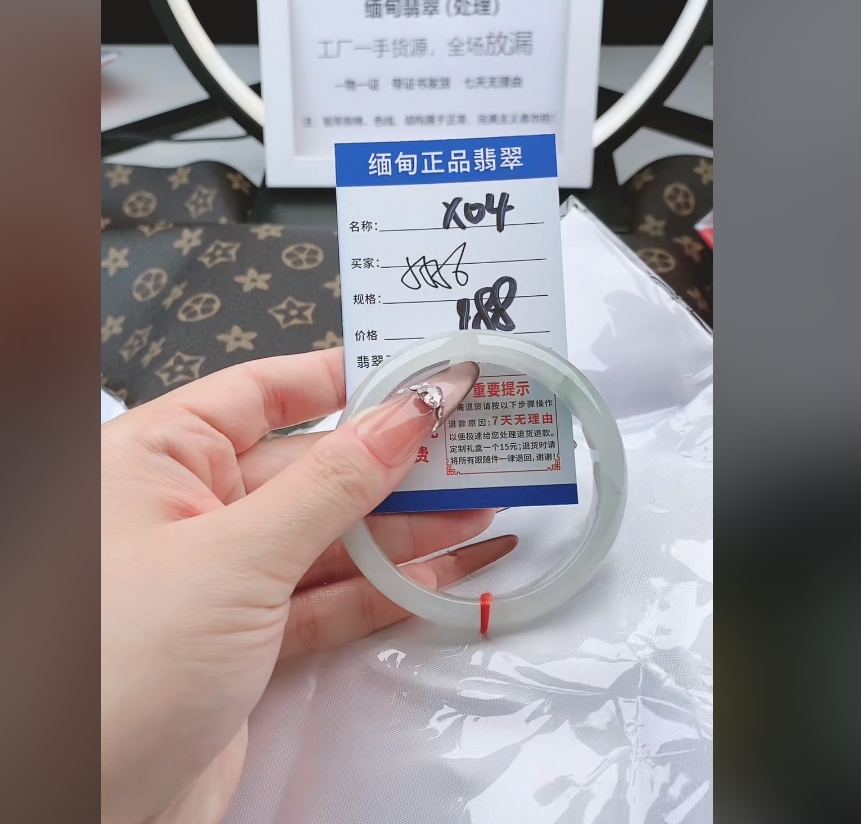 缅甸翡翠(处理)
工厂一手货源，全场放漏
一物一证 带证书发货 七天无理由
缅甸正品翡翠
名称：X04
买家：
规格：
价格 188
翡翠
重要提示
需退货请按以下步骤操作
退款原因：7天无理由
以便极速给您处理退货退款。
定制礼盒一个15元；退货时请
将所有跟随件一律退回，谢谢!
费